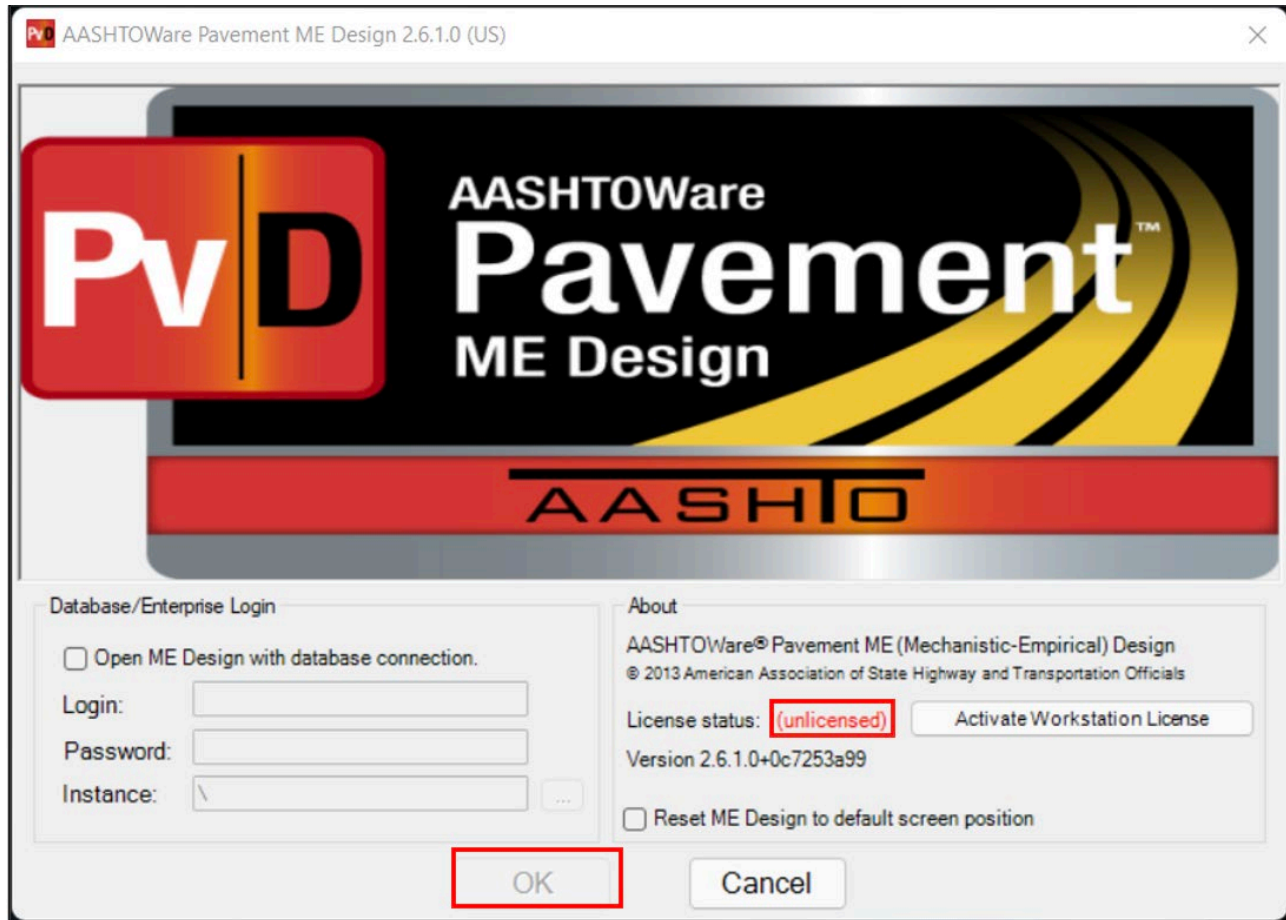 PvD AASHTOWare Pavement ME Design 2.6.1.0 (US)
PvD
AASHTOWare
Pavement™
ME Design
AASHTO
Database/Enterprise Login
Open ME Design with database connection.
Login:
Password:
Instance: \ ...
About
AASHTOWare® Pavement ME (Mechanistic-Empirical) Design
© 2013 American Association of State Highway and Transportation Officials
License status: (unlicensed) Activate Workstation License
Version 2.6.1.0+0c7253a99
Reset ME Design to default screen position
OK Cancel